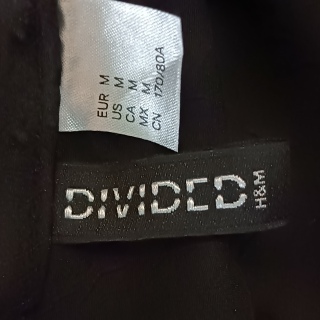 EUR M
US M
CA M
MX M
CN 170/80A
DIVIDED
H&M